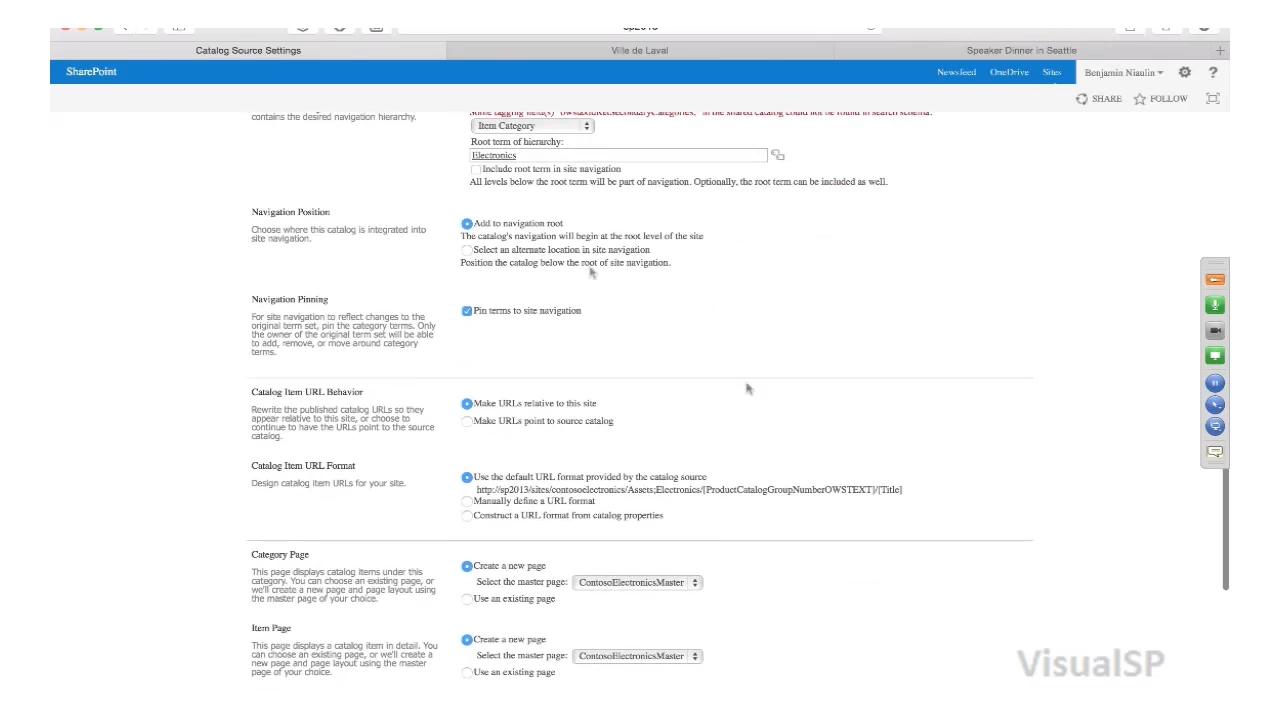 Catalog Source Settings
Ville de Laval
Speaker Dinner in Seattle
+
SharePoint
Newsfeed
OneDrive
Sites
Benjamin Niaulin
?
SHARE
FOLLOW
contains the desired navigation hierarchy.
in the shared catalog could not be found in search schema.
Item Category
Root term of hierarchy:
Electronics
Include root term in site navigation
All levels below the root term will be part of navigation. Optionally, the root term can be included as well.
Navigation Position
Choose where this catalog is integrated into
site navigation.
Add to navigation root
The catalog's navigation will begin at the root level of the site
Select an alternate location in site navigation
Position the catalog below the root of site navigation.
Navigation Pinning
For site navigation to reflect changes to the
original term set, pin the category terms. Only
the owner of the original term set will be able
to add, remove, or move around category
terms.
Pin terms to site navigation
Catalog Item URL Behavior
Rewrite the published catalog URLs so they
appear relative to this site, or choose to
continue to have the URLs point to the source
catalog.
Make URLs relative to this site
Make URLs point to source catalog
Catalog Item URL Format
Design catalog item URLs for your site.
Use the default URL format provided by the catalog source
http://sp2013/sites/contosoelectronics/Assets;Electronics/[ProductCatalogGroupNumberOWSTEXT]/[Title]
Manually define a URL format
Construct a URL format from catalog properties
Category Page
This page displays catalog items under this
category. You can choose an existing page, or
we'll create a new page and page layout using
the master page of your choice.
Create a new page
Select the master page: ContosoElectronicsMaster
Use an existing page
Item Page
This page displays a catalog item in detail. You
can choose an existing page, or we'll create a
new page and page layout using the master
page of your choice.
Create a new page
Select the master page: ContosoElectronicsMaster
Use an existing page
VisualSP